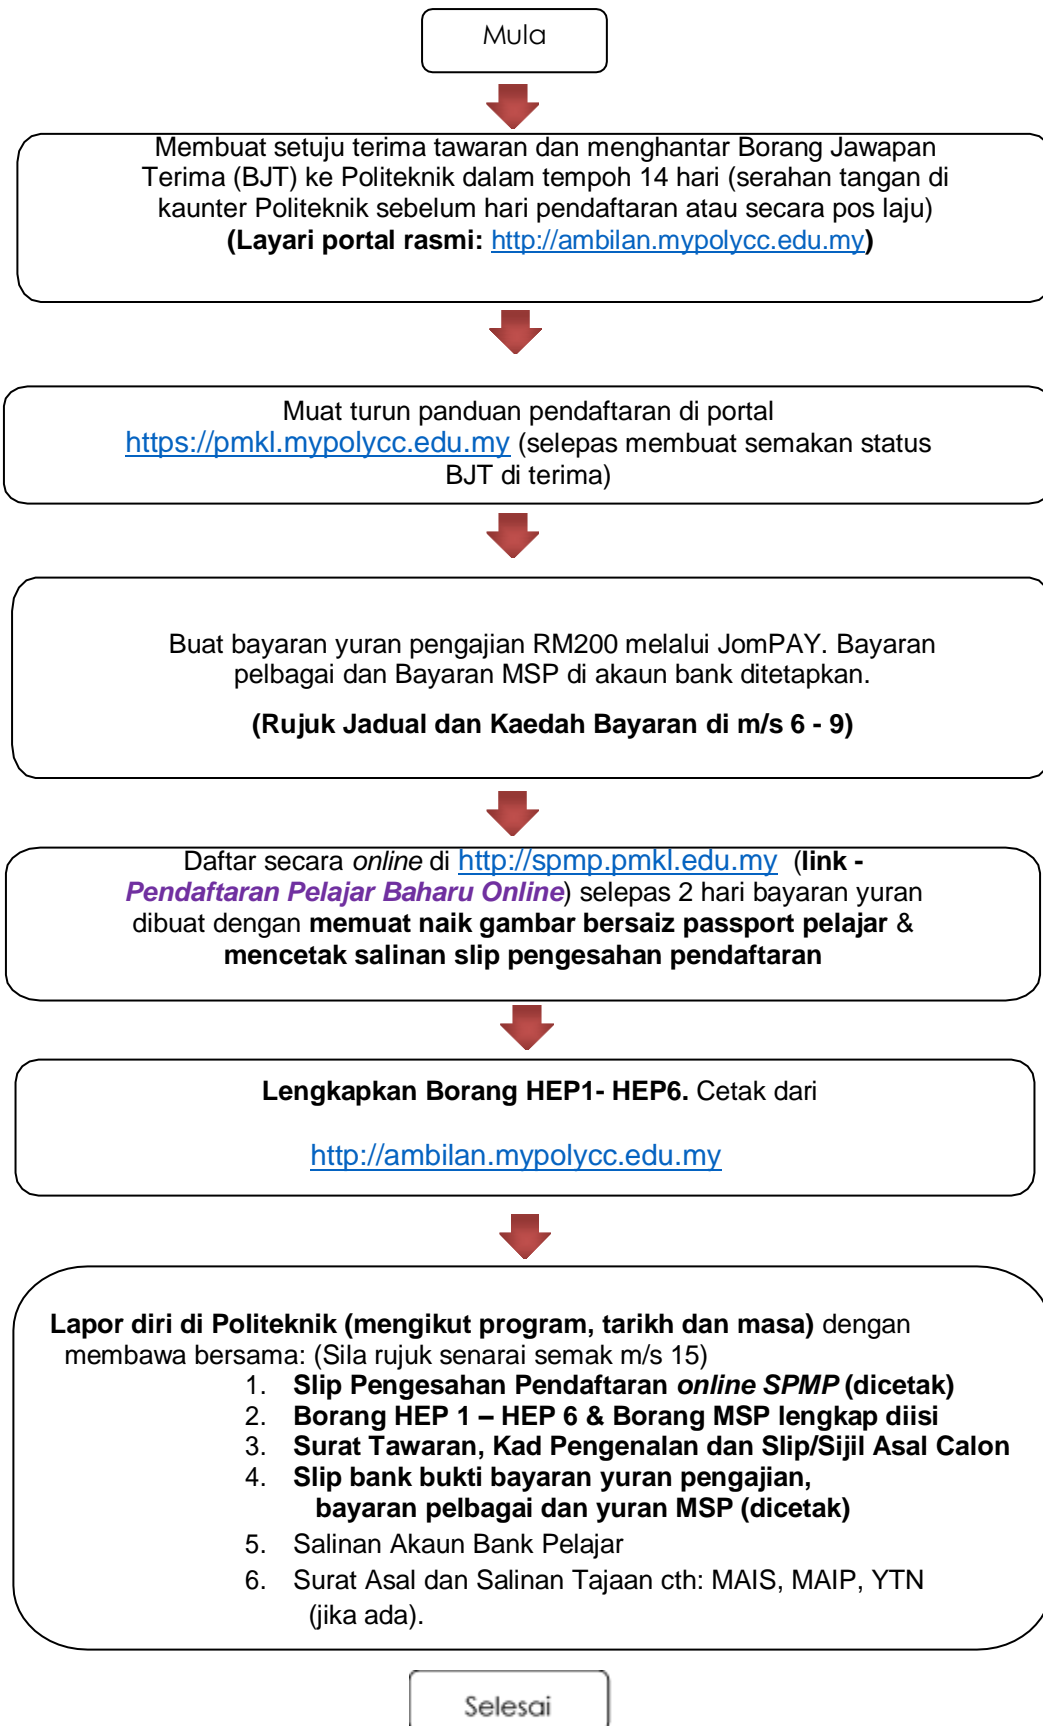 Mula
Membuat setuju terima tawaran dan menghantar Borang Jawapan
Terima (BJT) ke Politeknik dalam tempoh 14 hari (serahan tangan di
kaunter Politeknik sebelum hari pendaftaran atau secara pos laju)
(Layari portal rasmi: http://ambilan.mypolycc.edu.my)
Muat turun panduan pendaftaran di portal
https://pmkl.mypolycc.edu.my (selepas membuat semakan status
BJT di terima)
Buat bayaran yuran pengajian RM200 melalui JomPAY. Bayaran
pelbagai dan Bayaran MSP di akaun bank ditetapkan.
(Rujuk Jadual dan Kaedah Bayaran di m/s 6 - 9)
Daftar secara online di http://spmp.pmkl.edu.my (link -
Pendaftaran Pelajar Baharu Online) selepas 2 hari bayaran yuran
dibuat dengan memuat naik gambar bersaiz passport pelajar &
mencetak salinan slip pengesahan pendaftaran
Lengkapkan Borang HEP1- HEP6. Cetak dari
http://ambilan.mypolycc.edu.my
Lapor diri di Politeknik (mengikut program, tarikh dan masa) dengan
membawa bersama: (Sila rujuk senarai semak m/s 15)
1. Slip Pengesahan Pendaftaran online SPMP (dicetak)
2. Borang HEP 1 – HEP 6 & Borang MSP lengkap diisi
3. Surat Tawaran, Kad Pengenalan dan Slip/Sijil Asal Calon
4. Slip bank bukti bayaran yuran pengajian,
bayaran pelbagai dan yuran MSP (dicetak)
5. Salinan Akaun Bank Pelajar
6. Surat Asal dan Salinan Tajaan cth: MAIS, MAIP, YTN
(jika ada).
Selesai